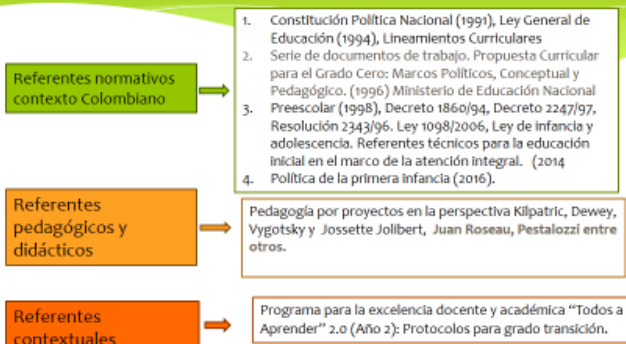 Referentes normativos
contexto Colombiano
1. Constitución Política Nacional (1991), Ley General de
Educación (1994), Lineamientos Curriculares
2. Serie de documentos de trabajo. Propuesta Curricular
para el Grado Cero: Marcos Políticos, Conceptual y
Pedagógico. (1996) Ministerio de Educación Nacional
3. Preescolar (1998), Decreto 1860/94, Decreto 2247/97,
Resolución 2343/96. Ley 1098/2006, Ley de infancia y
adolescencia. Referentes técnicos para la educación
inicial en el marco de la atención integral. (2014
4. Política de la primera infancia (2016).
Referentes
pedagógicos y
didácticos
Pedagogía por proyectos en la perspectiva Kilpatric, Dewey,
Vygotsky y Jossette Jolibert, Juan Roseau, Pestalozzi entre
otros.
Referentes
contextuales
Programa para la excelencia docente y académica “Todos a
Aprender” 2.0 (Año 2): Protocolos para grado transición.